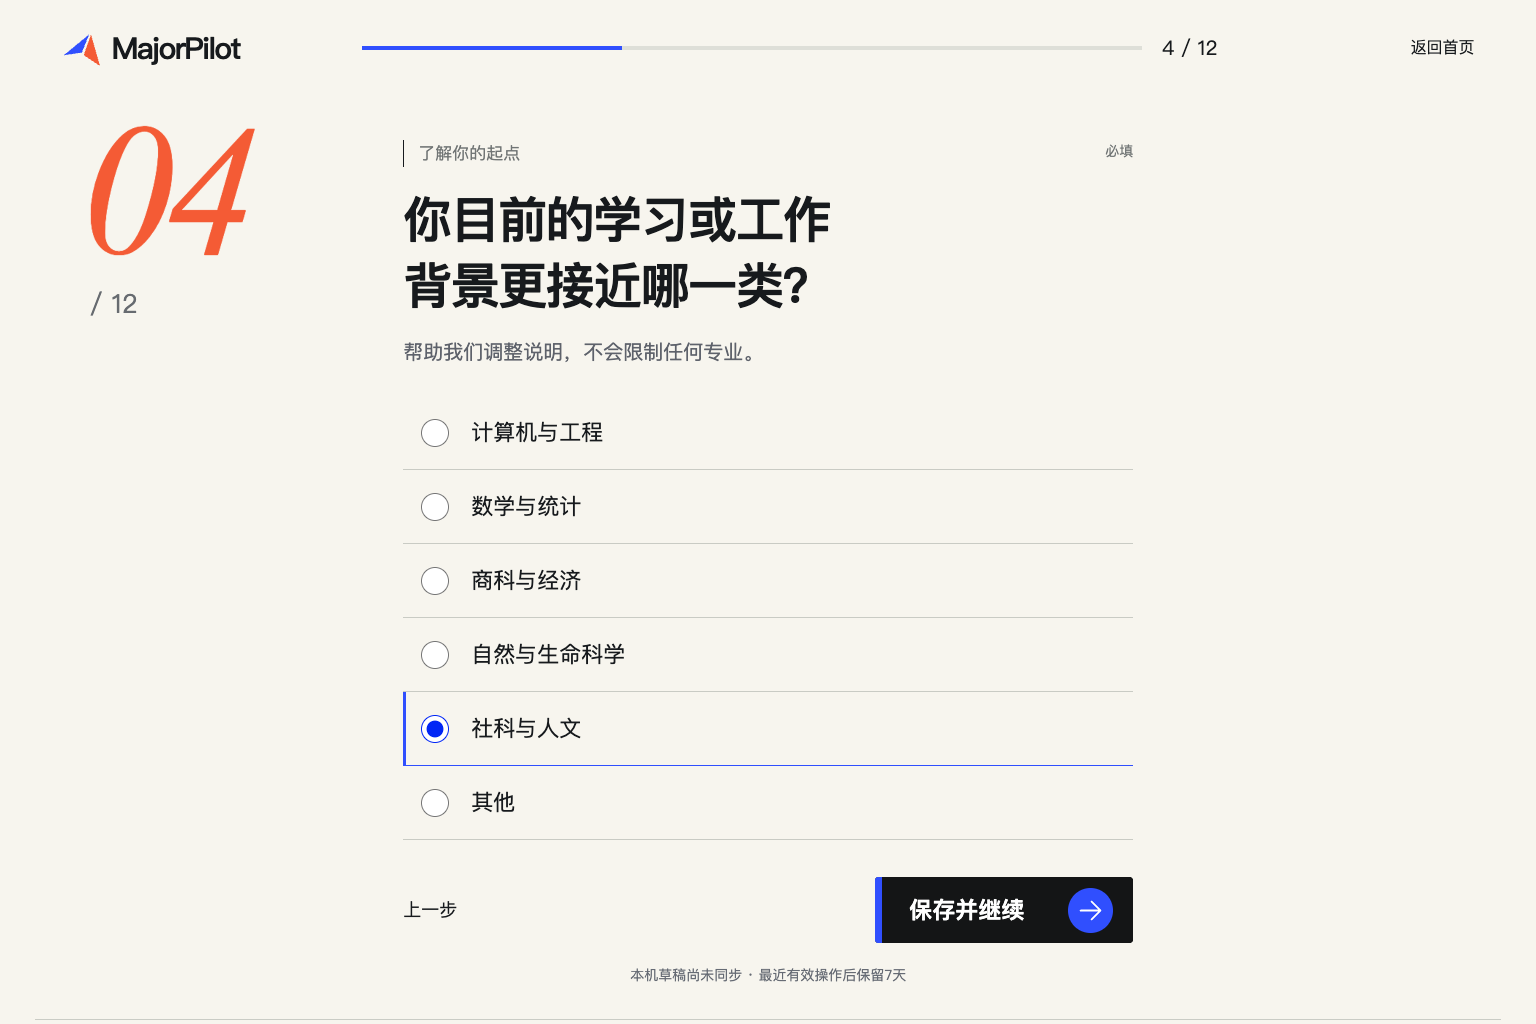 MajorPilot
4 / 12
返回首页
04
/ 12
了解你的起点
必填
你目前的学习或工作
背景更接近哪一类？
帮助我们调整说明，不会限制任何专业。
计算机与工程
数学与统计
商科与经济
自然与生命科学
社科与人文
其他
上一步
保存并继续
本机草稿尚未同步 · 最近有效操作后保留7天